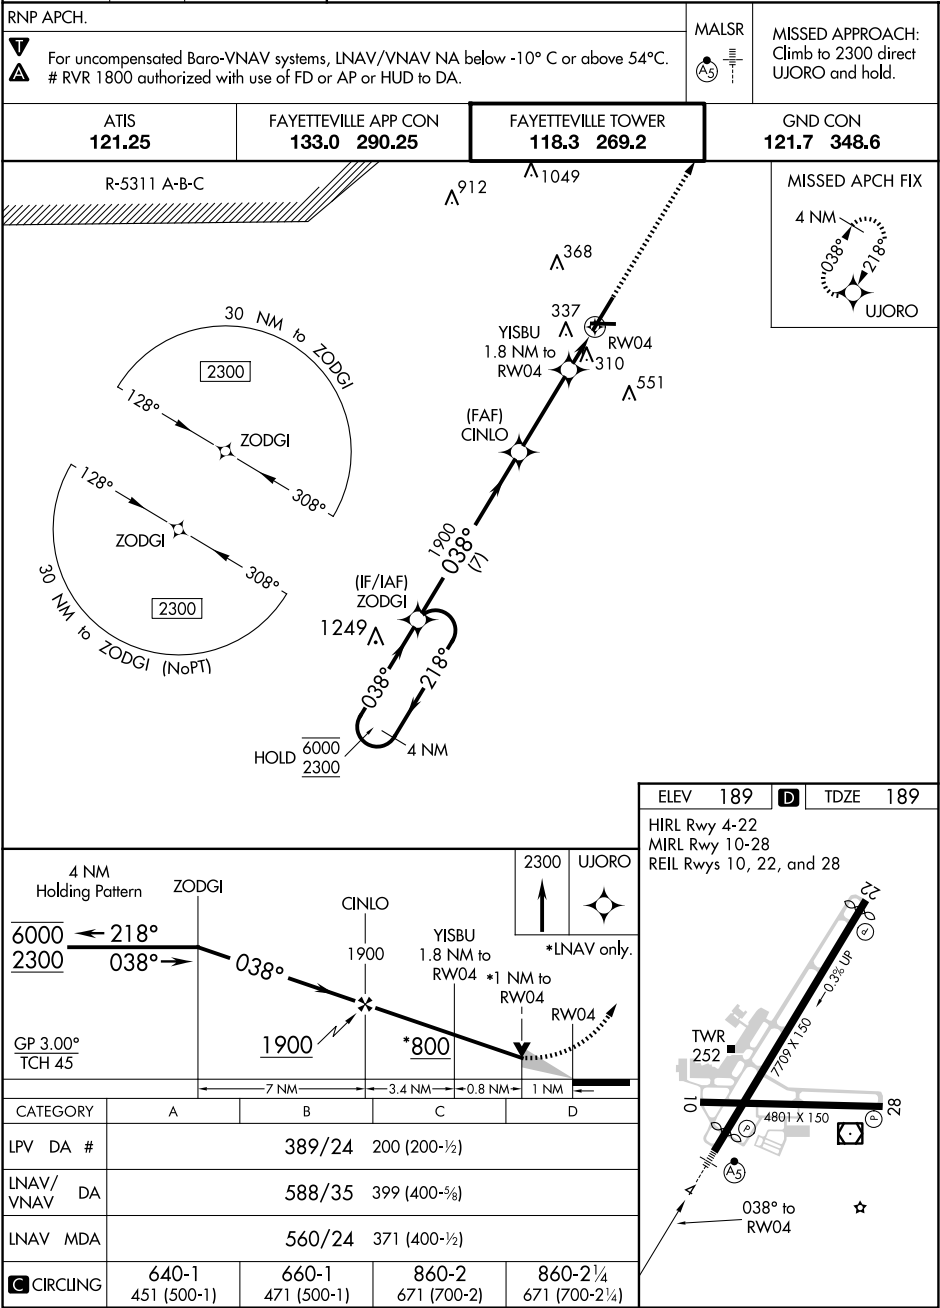 RNP APCH.
T
A
For uncompensated Baro-VNAV systems, LNAV/VNAV NA below -10° C or above 54°C.
# RVR 1800 authorized with use of FD or AP or HUD to DA.
MALSR
A5
MISSED APPROACH:
Climb to 2300 direct
UJORO and hold.
ATIS
121.25
FAYETTEVILLE APP CON
133.0 290.25
FAYETTEVILLE TOWER
118.3 269.2
GND CON
121.7 348.6
R-5311 A-B-C
912
1049
MISSED APCH FIX
4 NM
038°
218°
UJORO
368
337
YISBU
1.8 NM to
RW04
RW04
310
551
30 NM to ZODGI
2300
128°
ZODGI
308°
(FAF)
CINLO
128°
ZODGI
308°
2300
30 NM to ZODGI (NoPT)
1900
038°
(7)
(IF/IAF)
ZODGI
1249
038°
218°
HOLD 6000
2300
4 NM
ELEV 189 D TDZE 189
HIRL Rwy 4-22
MIRL Rwy 10-28
REIL Rwys 10, 22, and 28
22
P
0.3% UP
7709 X 150
TWR
252
10
4801 X 150
28
P
P
A5
4
038° to
RW04
4 NM
Holding Pattern
ZODGI
CINLO
1900
YISBU
1.8 NM to
RW04
*1 NM to
RW04
RW04
2300
UJORO
*LNAV only.
6000
2300
218°
038°
038°
1900
*800
GP 3.00°
TCH 45
7 NM
3.4 NM
0.8 NM
1 NM
CATEGORY A B C D
LPV DA # 389/24 200 (200-½)
LNAV/
VNAV DA 588/35 399 (400-⅝)
LNAV MDA 560/24 371 (400-½)
C CIRCLING
640-1
451 (500-1)
660-1
471 (500-1)
860-2
671 (700-2)
860-2¼
671 (700-2¼)